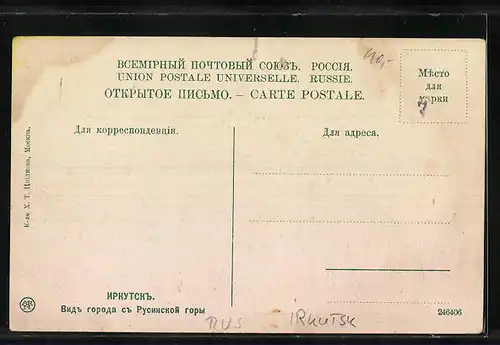 ВСЕМІРНЫЙ ПОЧТОВЫЙ СОЮЗЪ. РОССІЯ.
UNION POSTALE UNIVERSELLE. RUSSIE.
ОТКРЫТОЕ ПИСЬМО. – CARTE POSTALE.
Мѣсто
для
марки
Для корреспонденціи.
Для адреса.
Х. Т. Москва.
ИРКУТСКЪ.
Видъ города съ Русинской горы
246406
RUS IRKUTSK